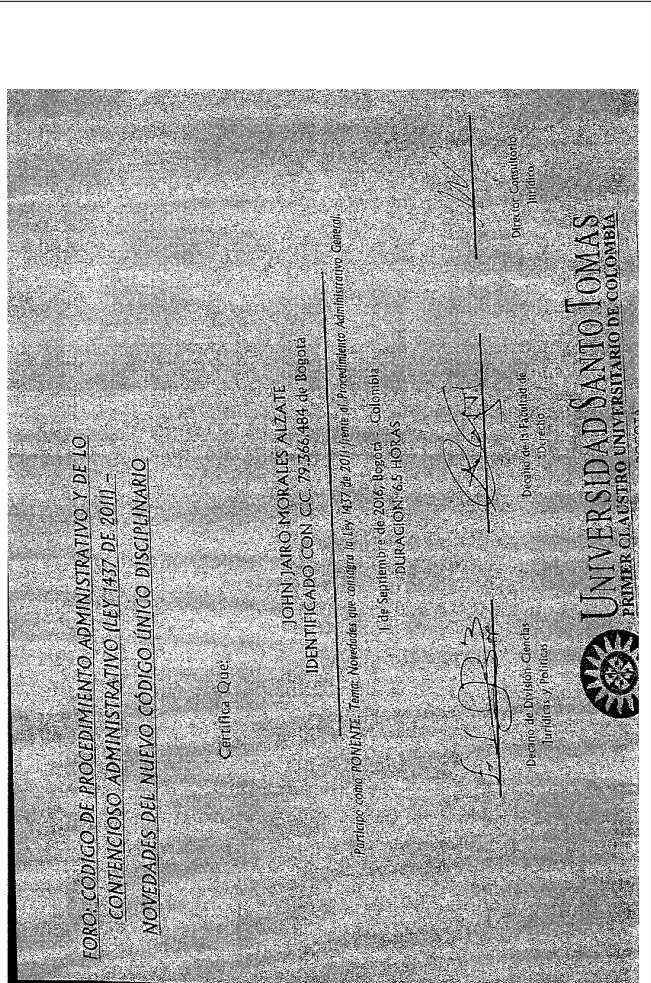 FORO: CÓDIGO DE PROCEDIMIENTO ADMINISTRATIVO Y DE LO
CONTENCIOSO ADMINISTRATIVO (LEY 1437 DE 2011) –
NOVEDADES DEL NUEVO CÓDIGO ÚNICO DISCIPLINARIO
Certifica Que:
JOHN JAIRO MORALES ALZATE
IDENTIFICADO CON C.C. 79.366.484 de Bogotá
Participo como PONENTE: Tema: Novedades que consagra la Ley 1437 de 2011 frente al Procedimiento Administrativo General.
1 de Septiembre de 2016, Bogotá - Colombia
DURACIÓN: 6.5 HORAS
Decano de División Ciencias
Jurídicas y Políticas
Decano de la Facultad de
Derecho
Director Consultorio
Jurídico
UNIVERSIDAD SANTO TOMÁS
PRIMER CLAUSTRO UNIVERSITARIO DE COLOMBIA